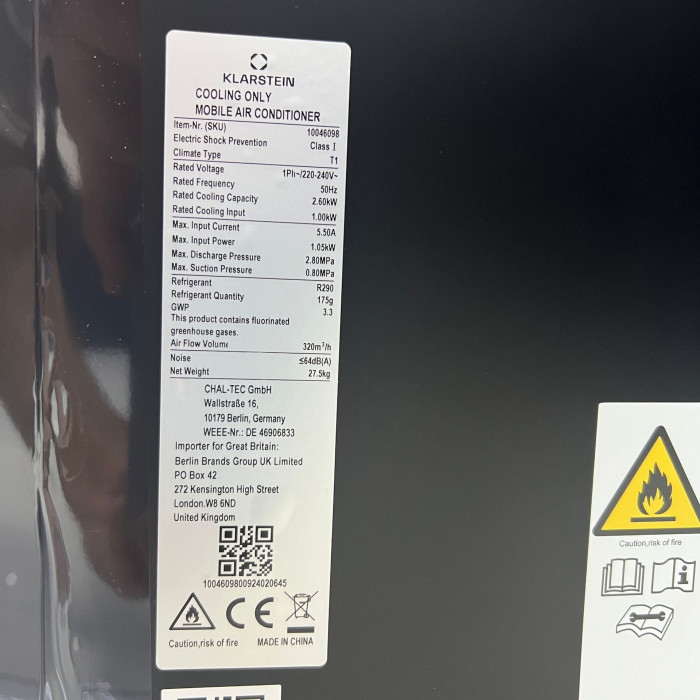 KLARSTEIN
COOLING ONLY
MOBILE AIR CONDITIONER
Item-Nr. (SKU) 10046098
Electric Shock Prevention Class I
Climate Type T1
Rated Voltage 1Ph~/220-240V~
Rated Frequency 50Hz
Rated Cooling Capacity 2.60kW
Rated Cooling Input 1.00kW
Max. Input Current 5.50A
Max. Input Power 1.05kW
Max. Discharge Pressure 2.80MPa
Max. Suction Pressure 0.80MPa
Refrigerant R290
Refrigerant Quantity 175g
GWP 3.3
This product contains fluorinated
greenhouse gases.
Air Flow Volume 320m³/h
Noise ≤64dB(A)
Net Weight 27.5kg
CHAL-TEC GmbH
Wallstraße 16,
10179 Berlin, Germany
WEEE-Nr.: DE 46906833
Importer for Great Britain:
Berlin Brands Group UK Limited
PO Box 42
272 Kensington High Street
London.W8 6ND
United Kingdom
1004609800924020645
CE
Caution,risk of fire MADE IN CHINA
Caution,risk of fire